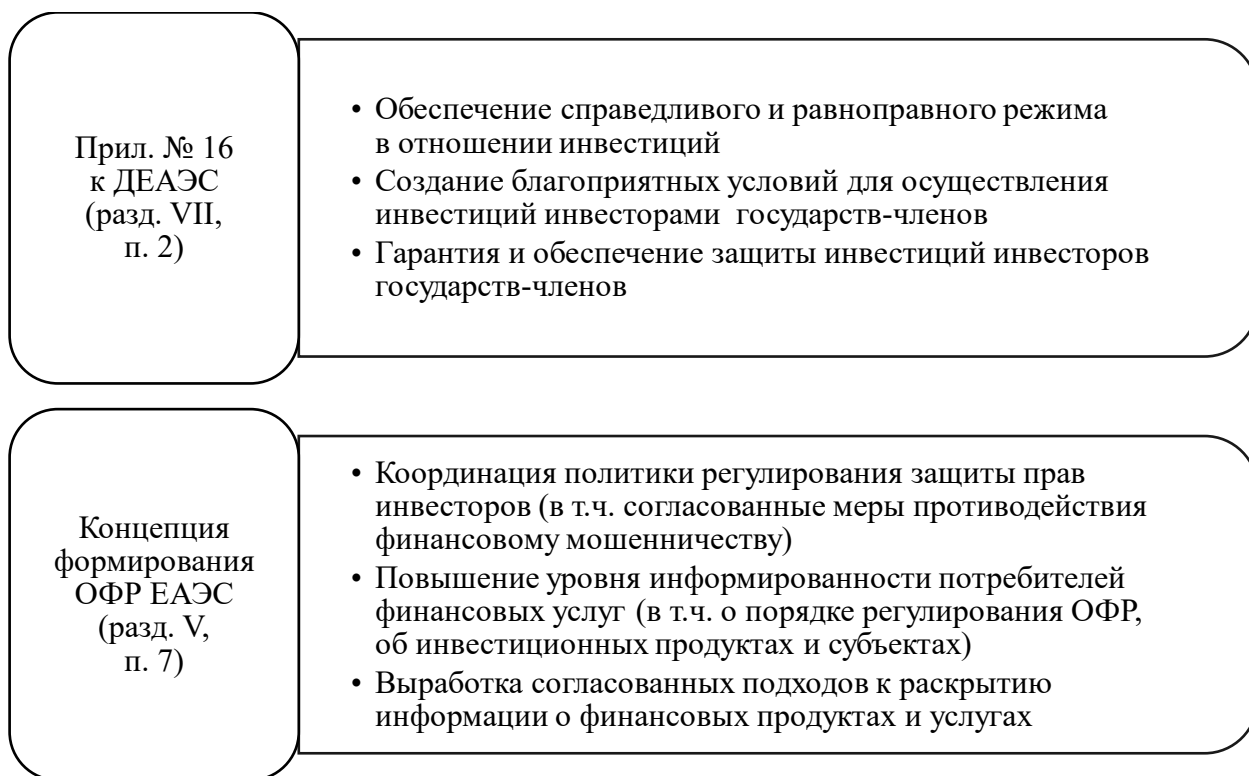 Прил. № 16
к ДЕАЭС
(разд. VII,
п. 2)
• Обеспечение справедливого и равноправного режима
в отношении инвестиций
• Создание благоприятных условий для осуществления
инвестиций инвесторами государств-членов
• Гарантия и обеспечение защиты инвестиций инвесторов
государств-членов
Концепция
формирования
ОФР ЕАЭС
(разд. V,
п. 7)
• Координация политики регулирования защиты прав
инвесторов (в т.ч. согласованные меры противодействия
финансовому мошенничеству)
• Повышение уровня информированности потребителей
финансовых услуг (в т.ч. о порядке регулирования ОФР,
об инвестиционных продуктах и субъектах)
• Выработка согласованных подходов к раскрытию
информации о финансовых продуктах и услугах